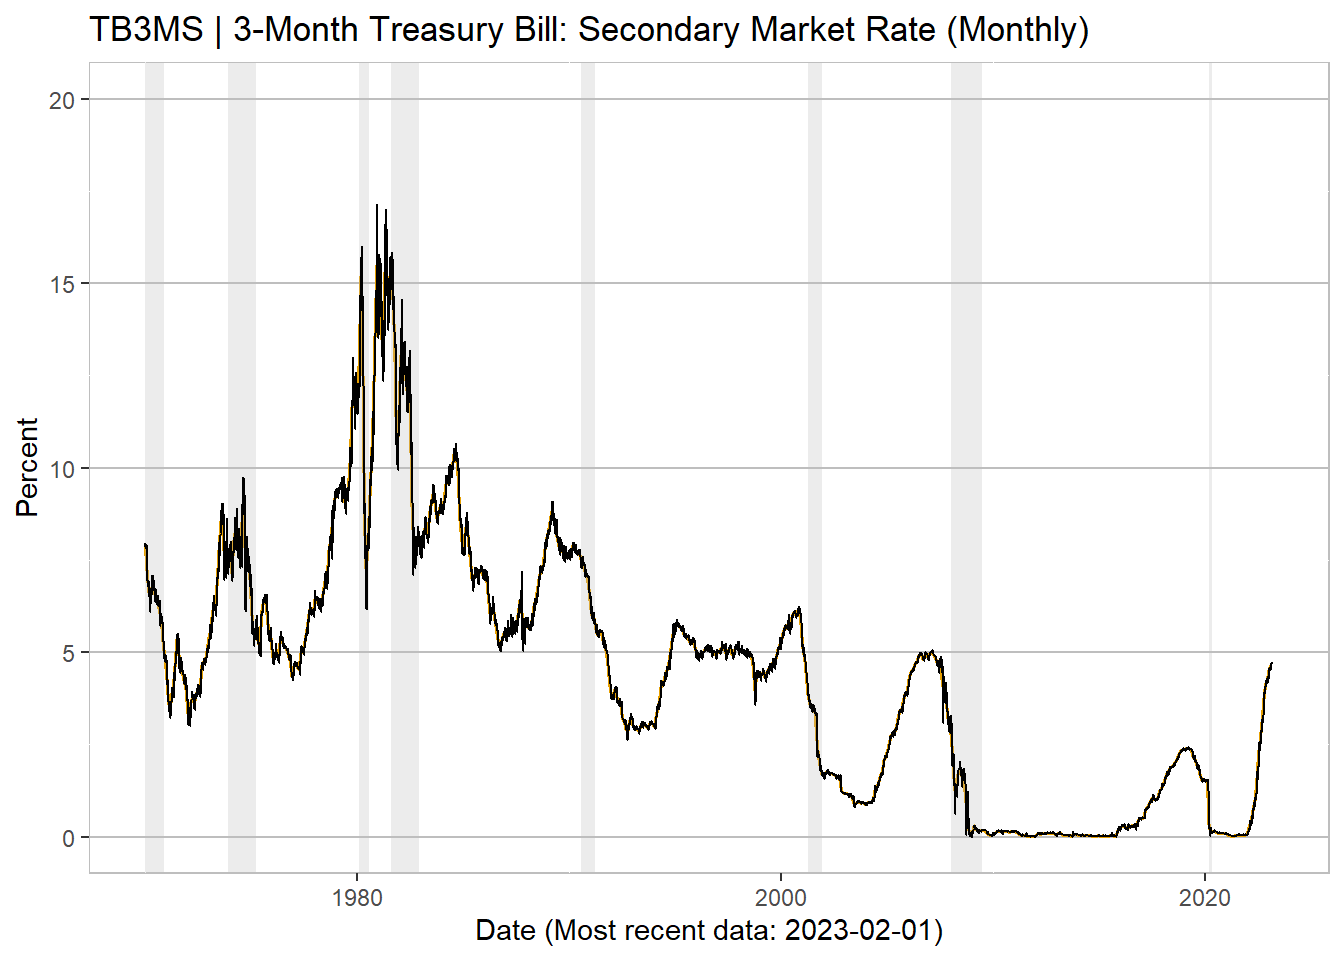 TB3MS | 3-Month Treasury Bill: Secondary Market Rate (Monthly)
20
15
10
5
0
Percent
1980 2000 2020
Date (Most recent data: 2023-02-01)